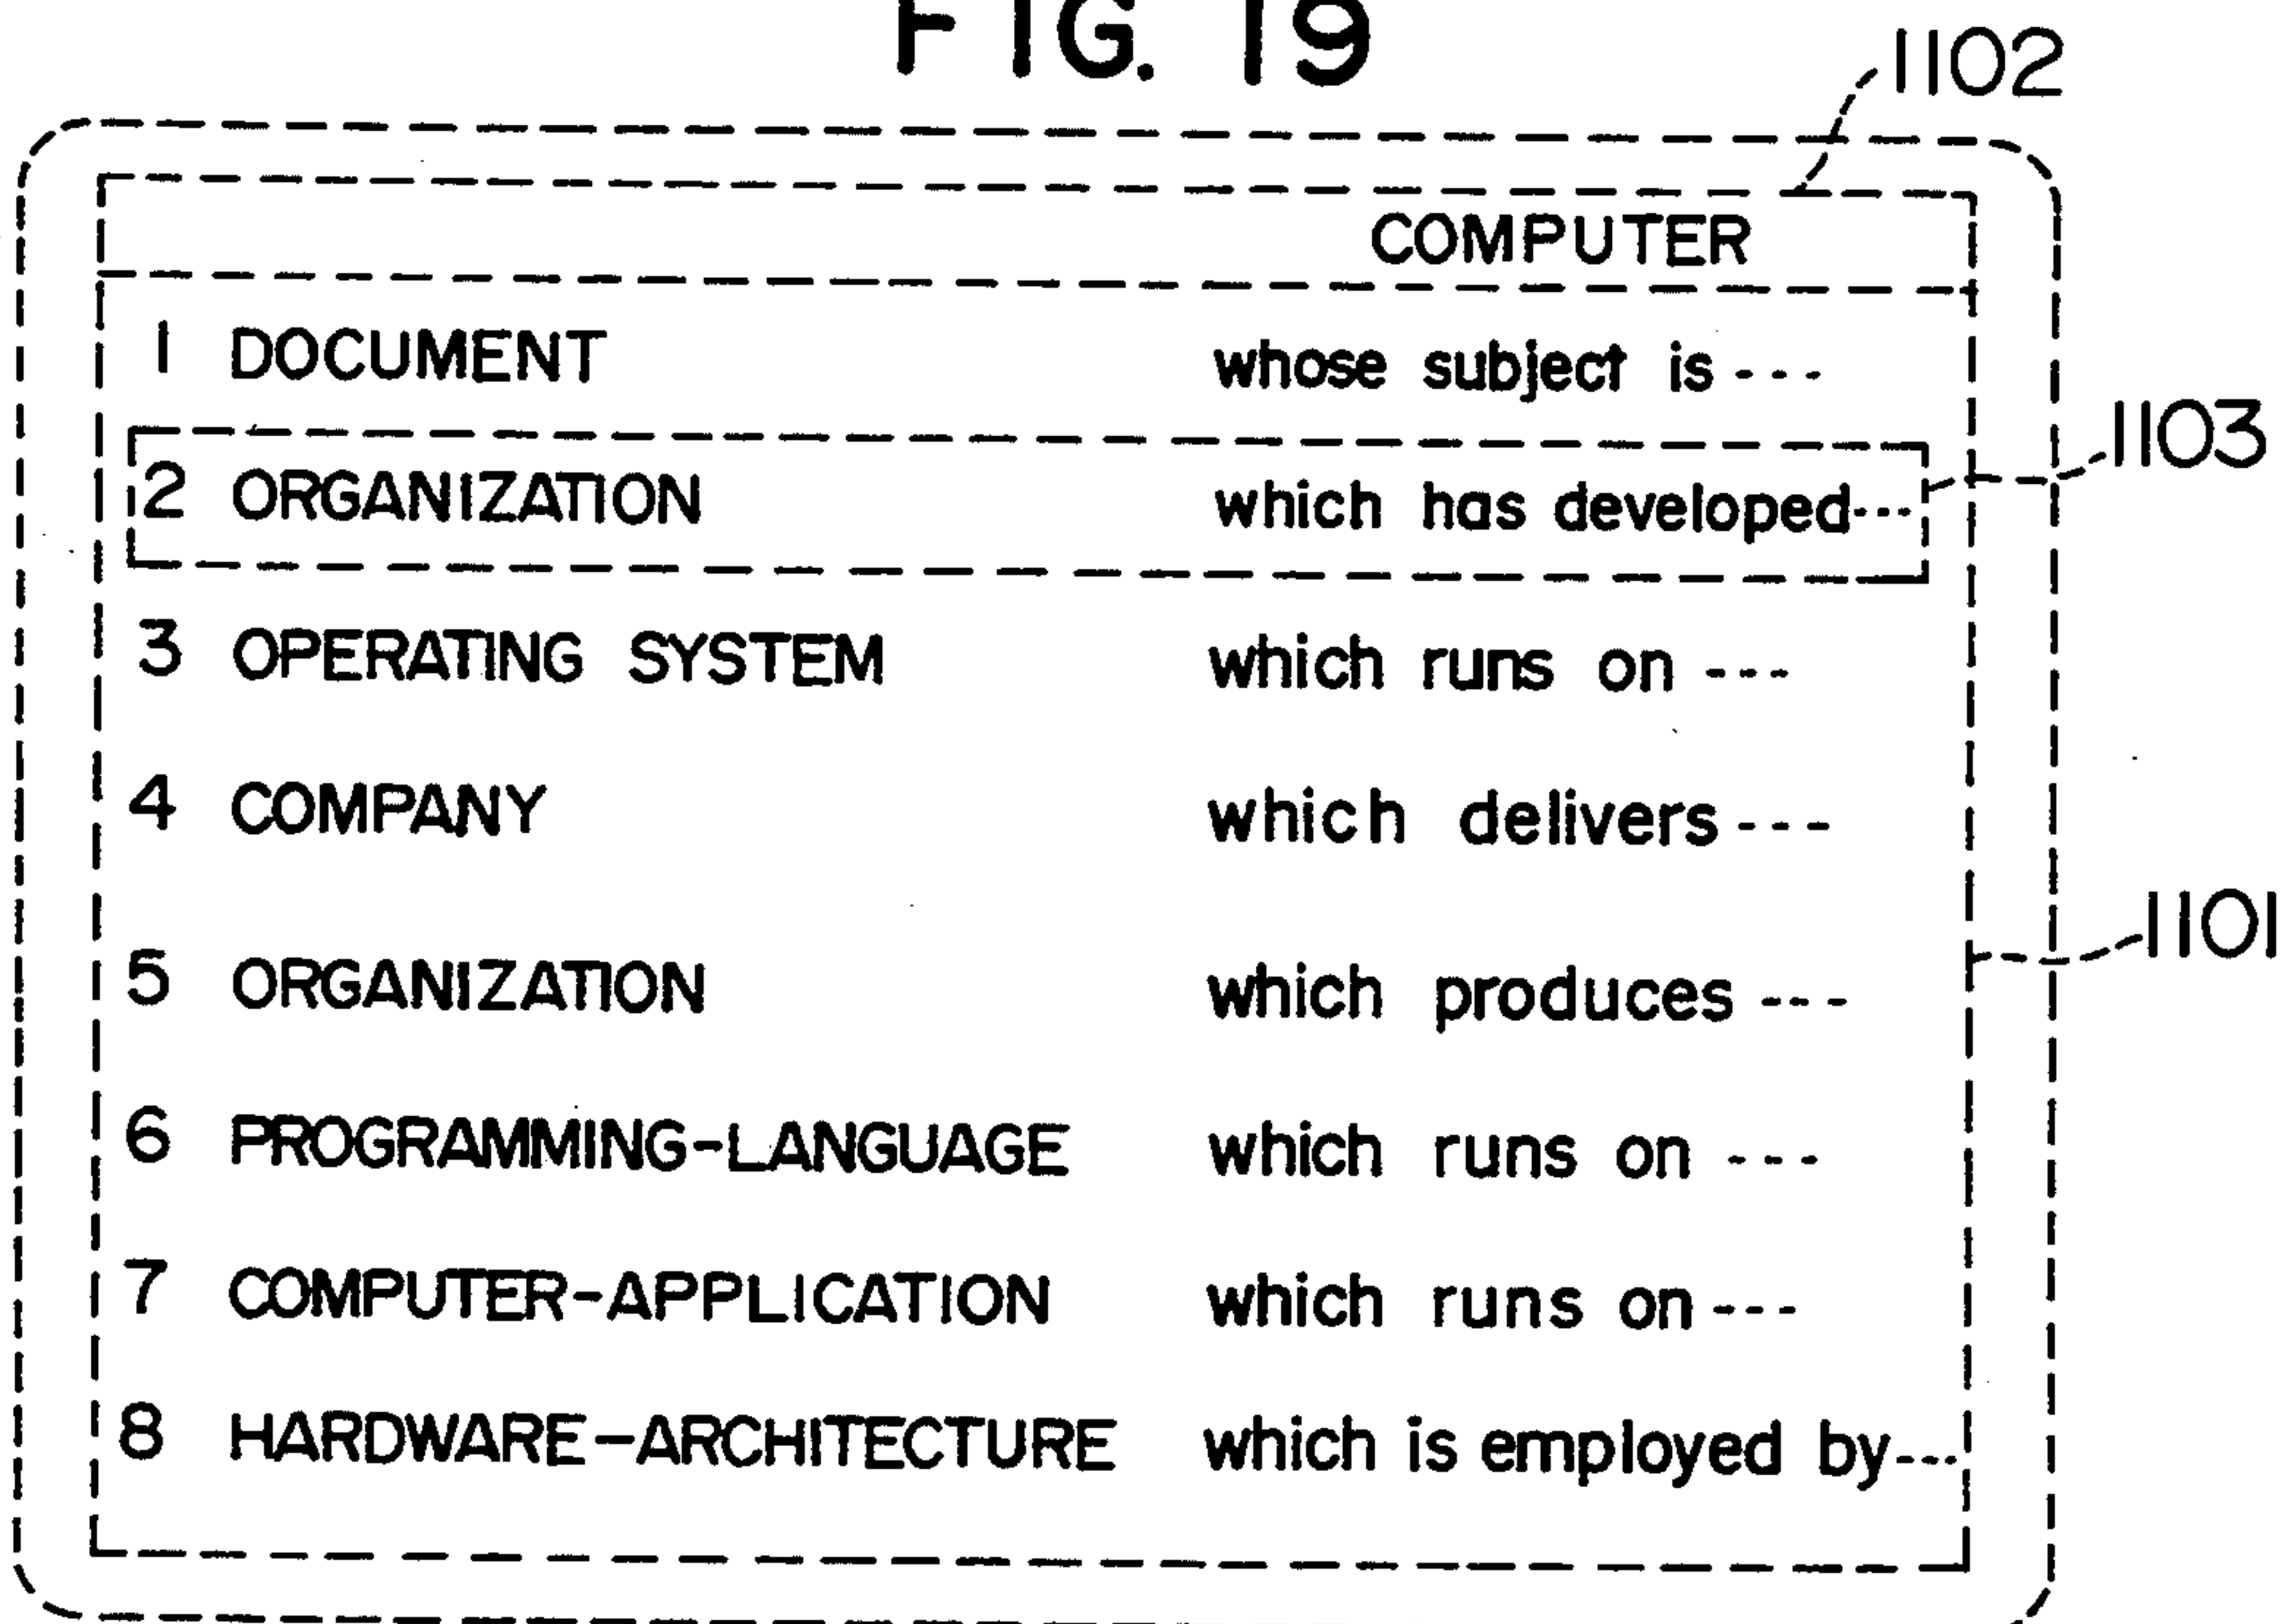 FIG. 19
1102
COMPUTER
1 DOCUMENT whose subject is ---
1103
2 ORGANIZATION which has developed---
3 OPERATING SYSTEM which runs on ---
4 COMPANY which delivers ---
1101
5 ORGANIZATION which produces ---
6 PROGRAMMING-LANGUAGE which runs on ---
7 COMPUTER-APPLICATION which runs on ---
8 HARDWARE-ARCHITECTURE which is employed by---